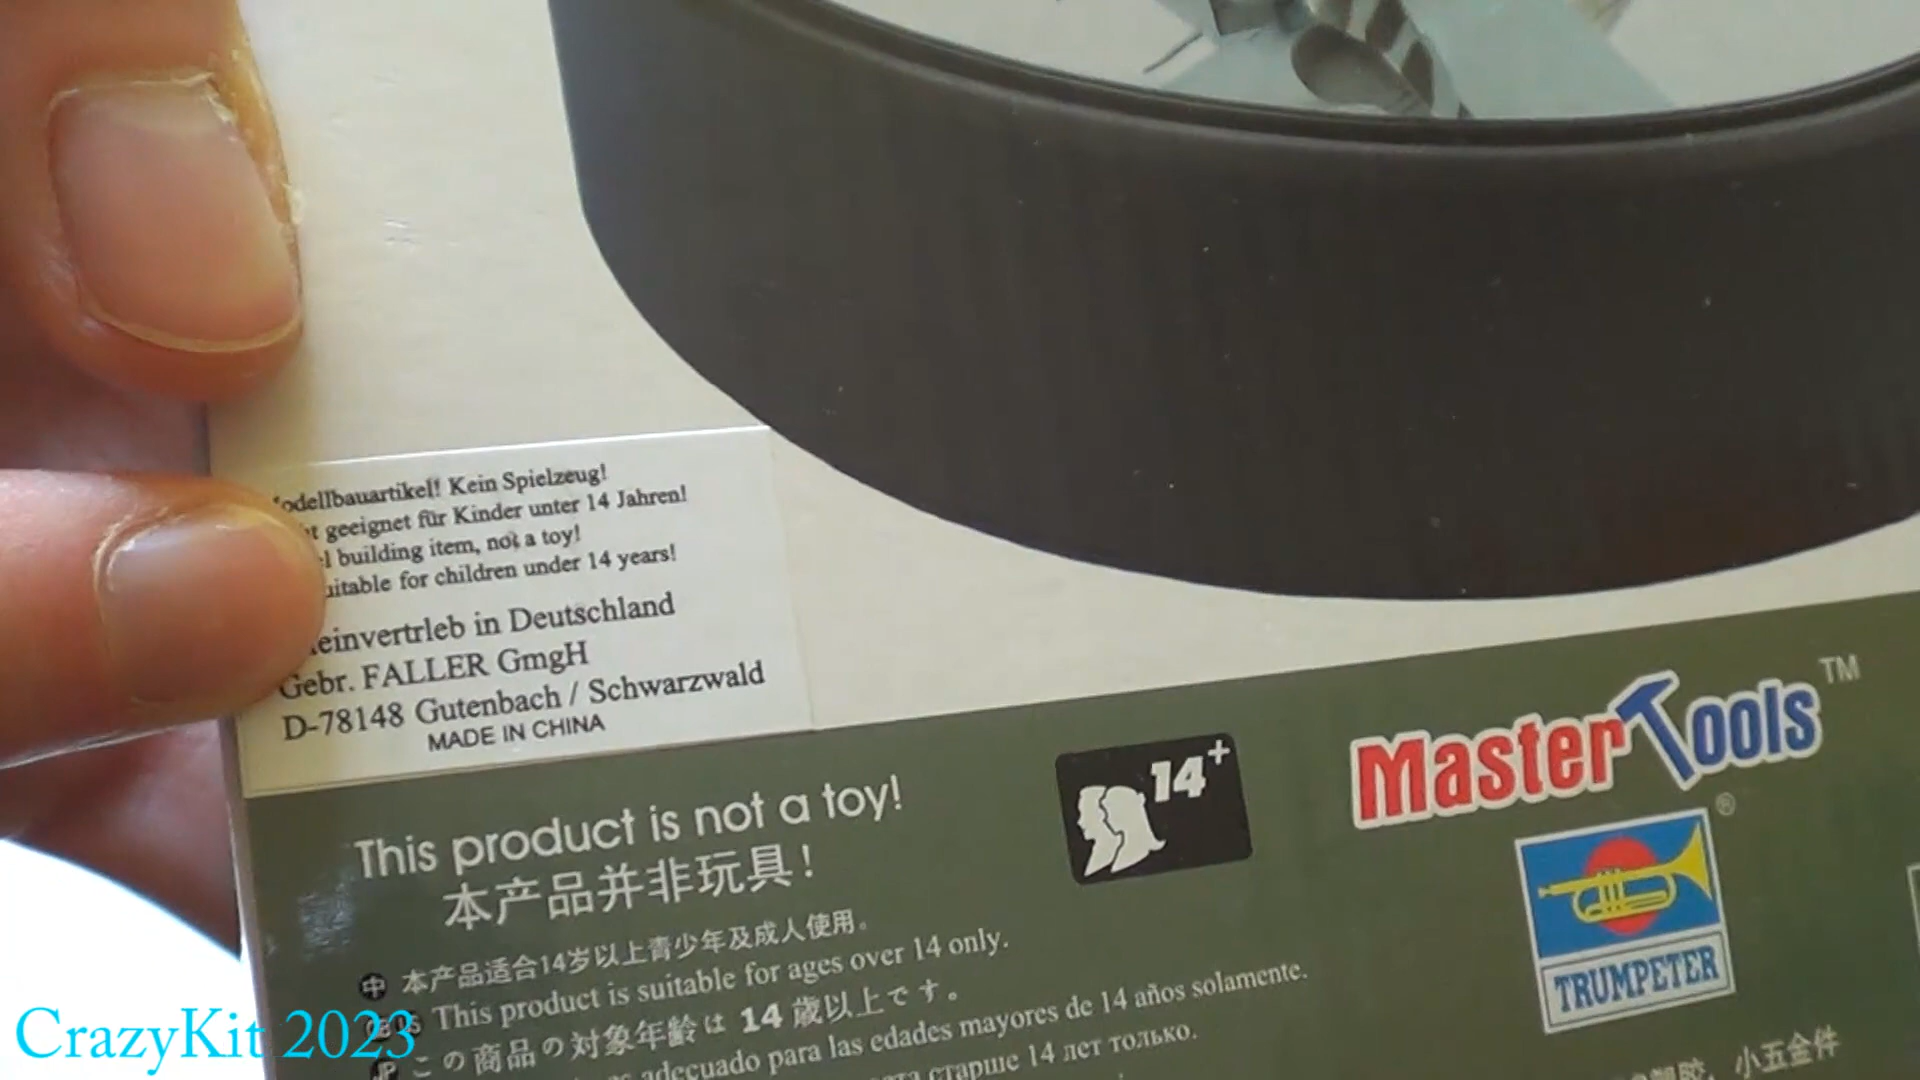 odellbauartikel! Kein Spielzeug!
geeignet für Kinder unter 14 Jahren!
building item, not a toy!
uitable for children under 14 years!
einvertrleb in Deutschland
Gebr. FALLER GmgH
D-78148 Gutenbach / Schwarzwald
MADE IN CHINA
This product is not a toy!
本产品并非玩具!
14+
MasterTools TM
®
TRUMPETER
中 本产品适合14岁以上青少年及成人使用。
This product is suitable for ages over 14 only.
JP この商品の対象年齢は 14 歳以上です。
adecuado para las edades mayores de 14 años solamente.
старше 14 лет только.
塑胶, 小五金件
CrazyKit 2023